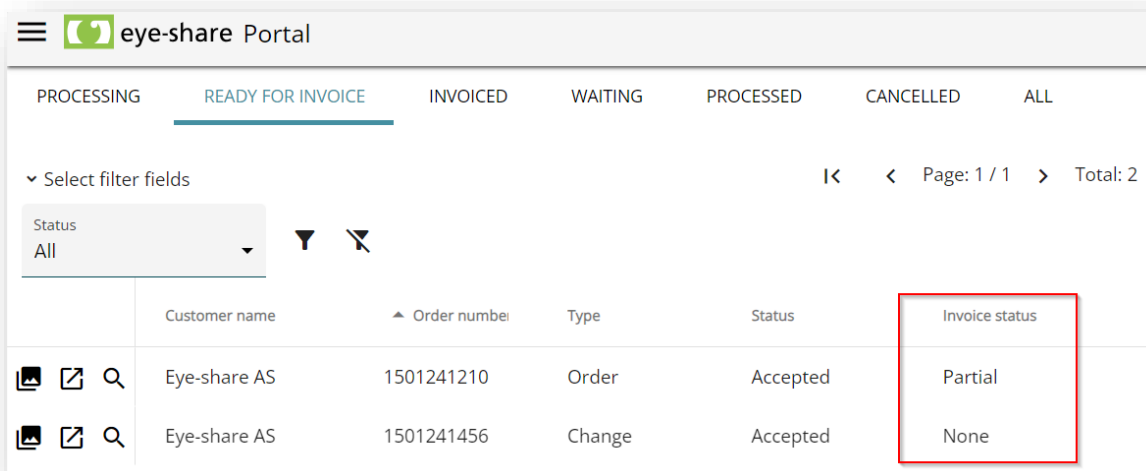 eye-share Portal
PROCESSING READY FOR INVOICE INVOICED WAITING PROCESSED CANCELLED ALL
Select filter fields Page: 1 / 1 Total: 2
Status
All
Customer name Order number Type Status Invoice status
Eye-share AS 1501241210 Order Accepted Partial
Eye-share AS 1501241456 Change Accepted None